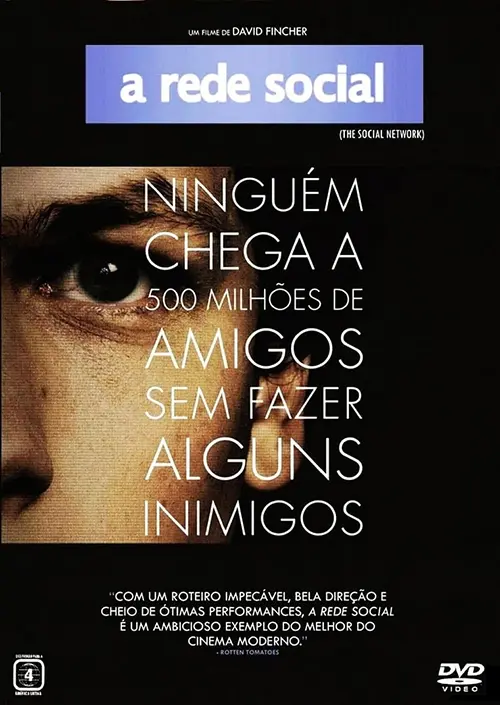 UM FILME DE DAVID FINCHER
a rede social
(THE SOCIAL NETWORK)
NINGUÉM
CHEGA A
500 MILHÕES DE
AMIGOS
SEM FAZER
ALGUNS
INIMIGOS
"COM UM ROTEIRO IMPECÁVEL, BELA DIREÇÃO E
CHEIO DE ÓTIMAS PERFORMANCES, A REDE SOCIAL
É UM AMBICIOSO EXEMPLO DO MELHOR DO
CINEMA MODERNO."
- ROTTEN TOMATOES
4
DVD
VIDEO